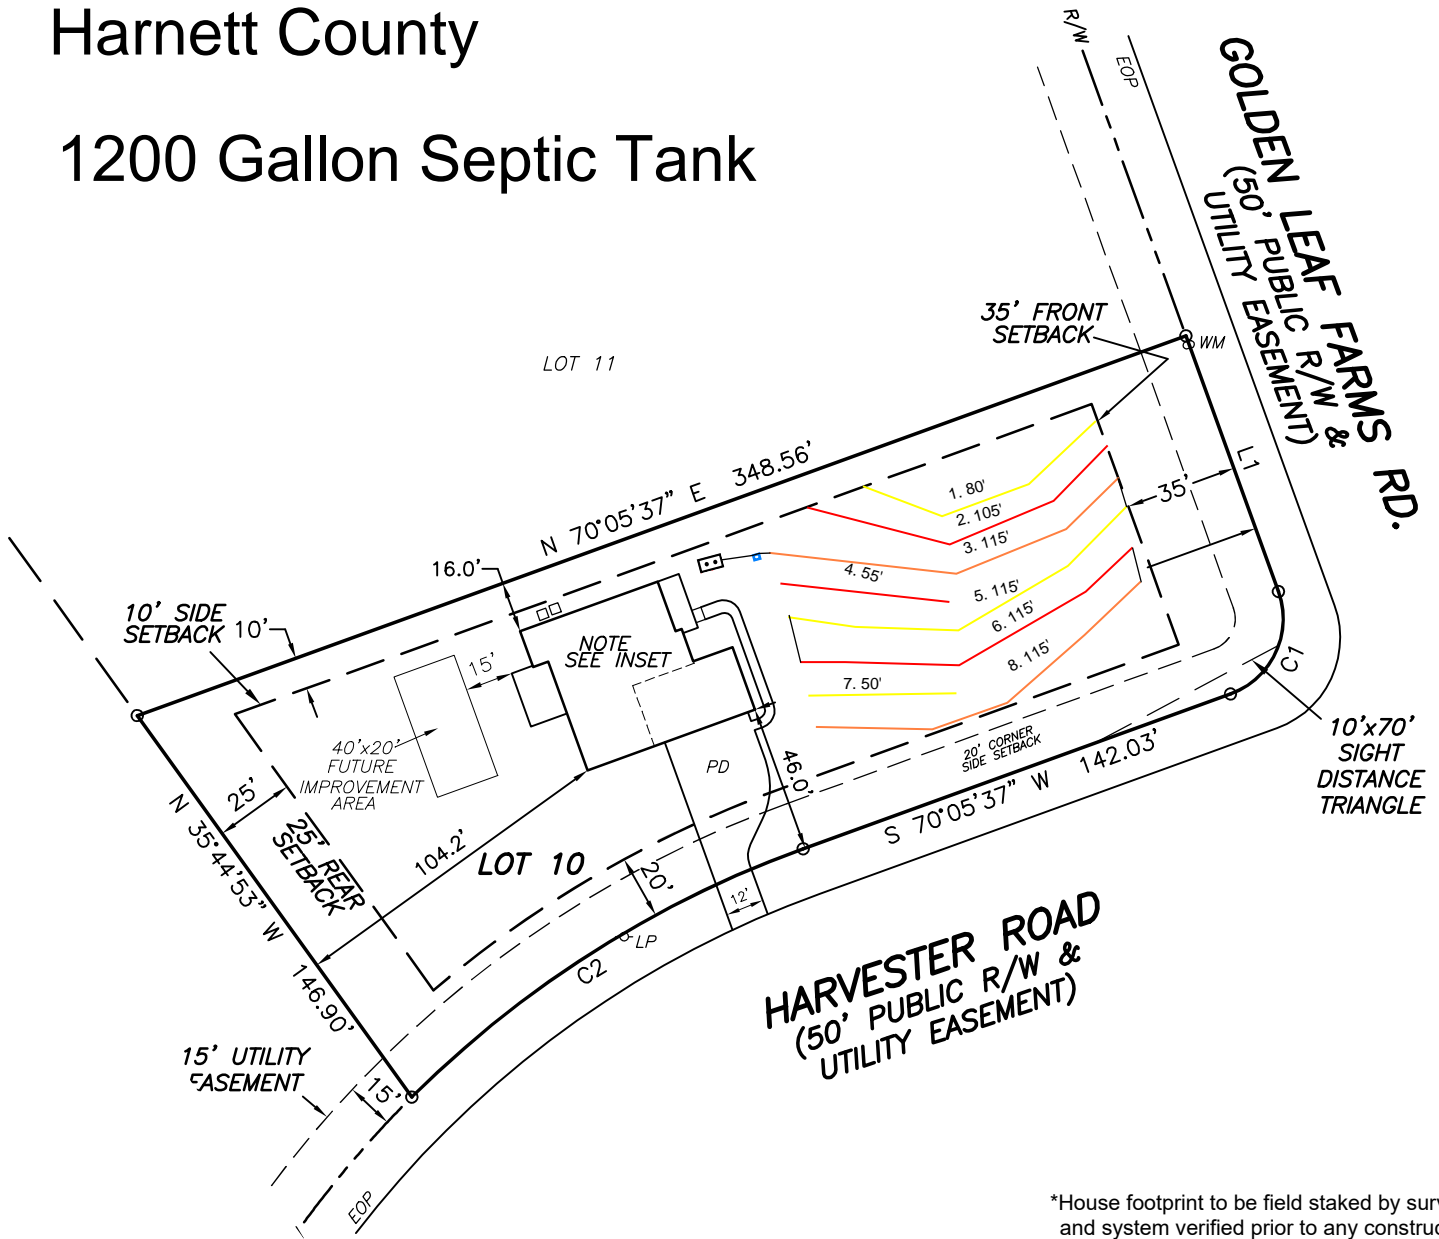 Harnett County
1200 Gallon Septic Tank
R/W
EOP
GOLDEN LEAF FARMS RD.
(50' PUBLIC R/W &
UTILITY EASEMENT)
35' FRONT
SETBACK
WM
LOT 11
N 70°05'37" E 348.56'
L1
35'
1. 80'
2. 105'
3. 115'
4. 55'
5. 115'
6. 115'
8. 115'
7. 50'
16.0'
10' SIDE
SETBACK
10'
NOTE
SEE INSET
15'
40'x20'
FUTURE
IMPROVEMENT
AREA
C1
10'x70'
SIGHT
DISTANCE
TRIANGLE
20' CORNER
SIDE SETBACK
46.0'
PD
25'
25' REAR
SETBACK
104.2'
LOT 10
S 70°05'37" W 142.03'
N 35°44'53" W 146.90'
20'
12'
LP
C2
HARVESTER ROAD
(50' PUBLIC R/W &
UTILITY EASEMENT)
15' UTILITY
EASEMENT
15'
EOP
*House footprint to be field staked by
and system verified prior to any